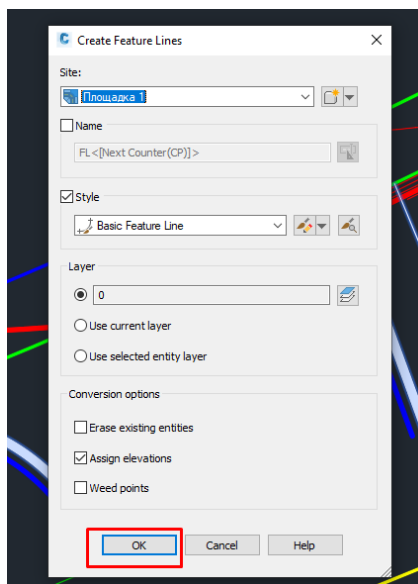 Create Feature Lines
Site:
Площадка 1
Name
FL<[Next Counter(CP)]>
Style
Basic Feature Line
Layer
0
Use current layer
Use selected entity layer
Conversion options
Erase existing entities
Assign elevations
Weed points
OK Cancel Help